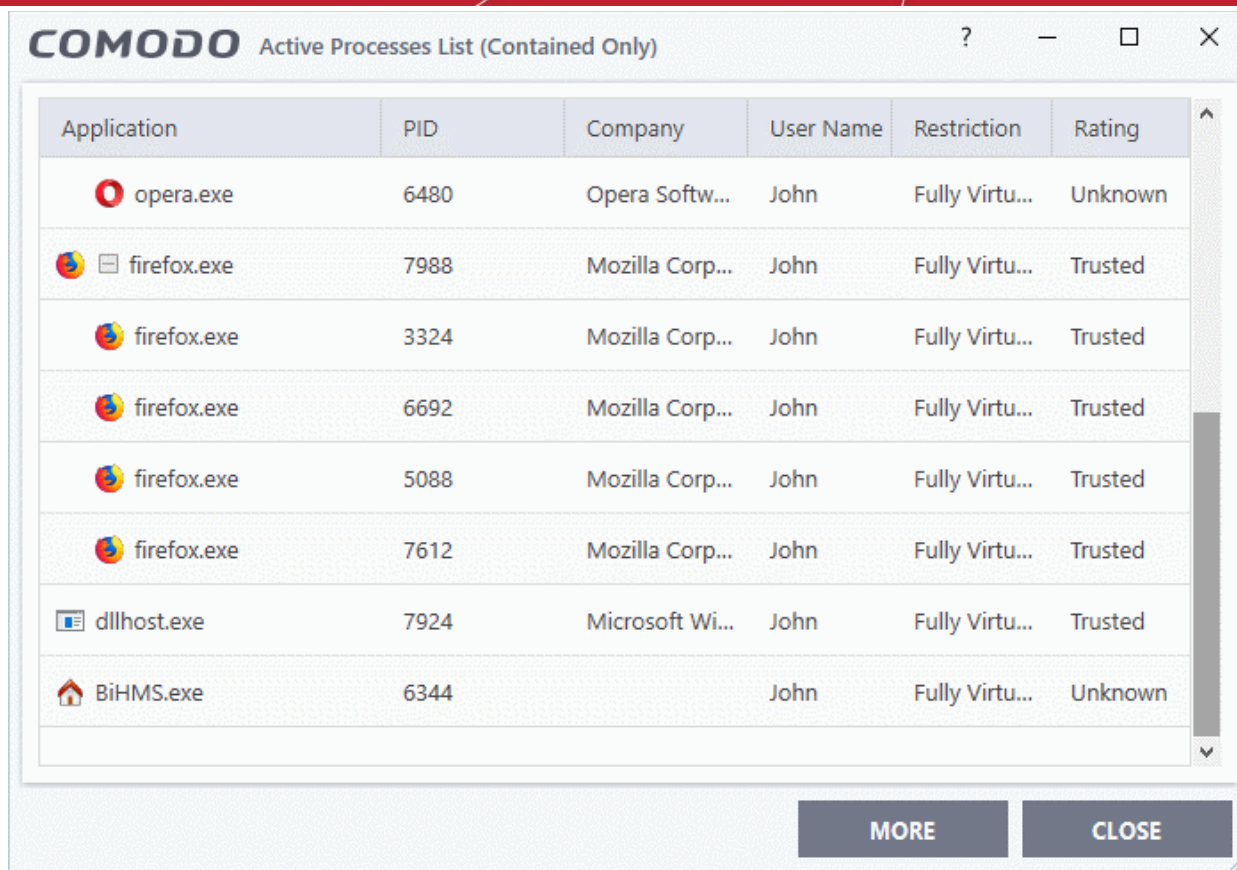 COMODO Active Processes List (Contained Only) ?
Application PID Company User Name Restriction Rating
opera.exe 6480 Opera Softw... John Fully Virtu... Unknown
firefox.exe 7988 Mozilla Corp... John Fully Virtu... Trusted
firefox.exe 3324 Mozilla Corp... John Fully Virtu... Trusted
firefox.exe 6692 Mozilla Corp... John Fully Virtu... Trusted
firefox.exe 5088 Mozilla Corp... John Fully Virtu... Trusted
firefox.exe 7612 Mozilla Corp... John Fully Virtu... Trusted
dllhost.exe 7924 Microsoft Wi... John Fully Virtu... Trusted
BiHMS.exe 6344 John Fully Virtu... Unknown
MORE CLOSE